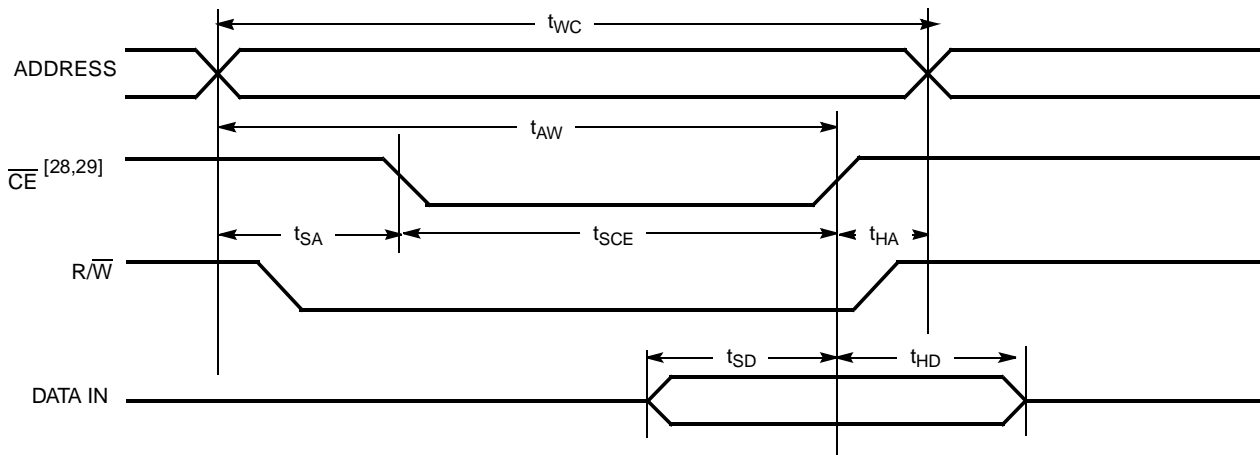 tWC
ADDRESS
tAW
CE [28,29]
tSA
tSCE
tHA
R/W
tSD
tHD
DATA IN